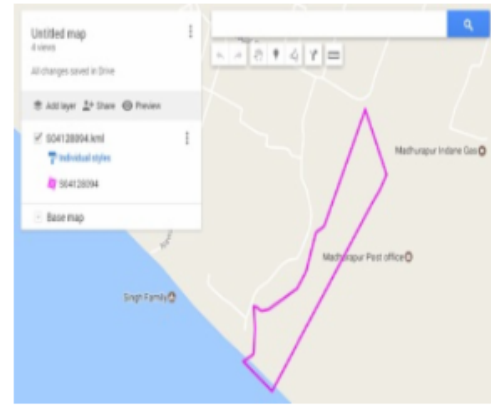 Untitled map
4 views
All changes saved in Drive
Add layer Share Preview
S04128094.kml
Individual styles
S04128094
Base map
Madhurapur Indane Gas
Madhurapur Post office
Singh Family